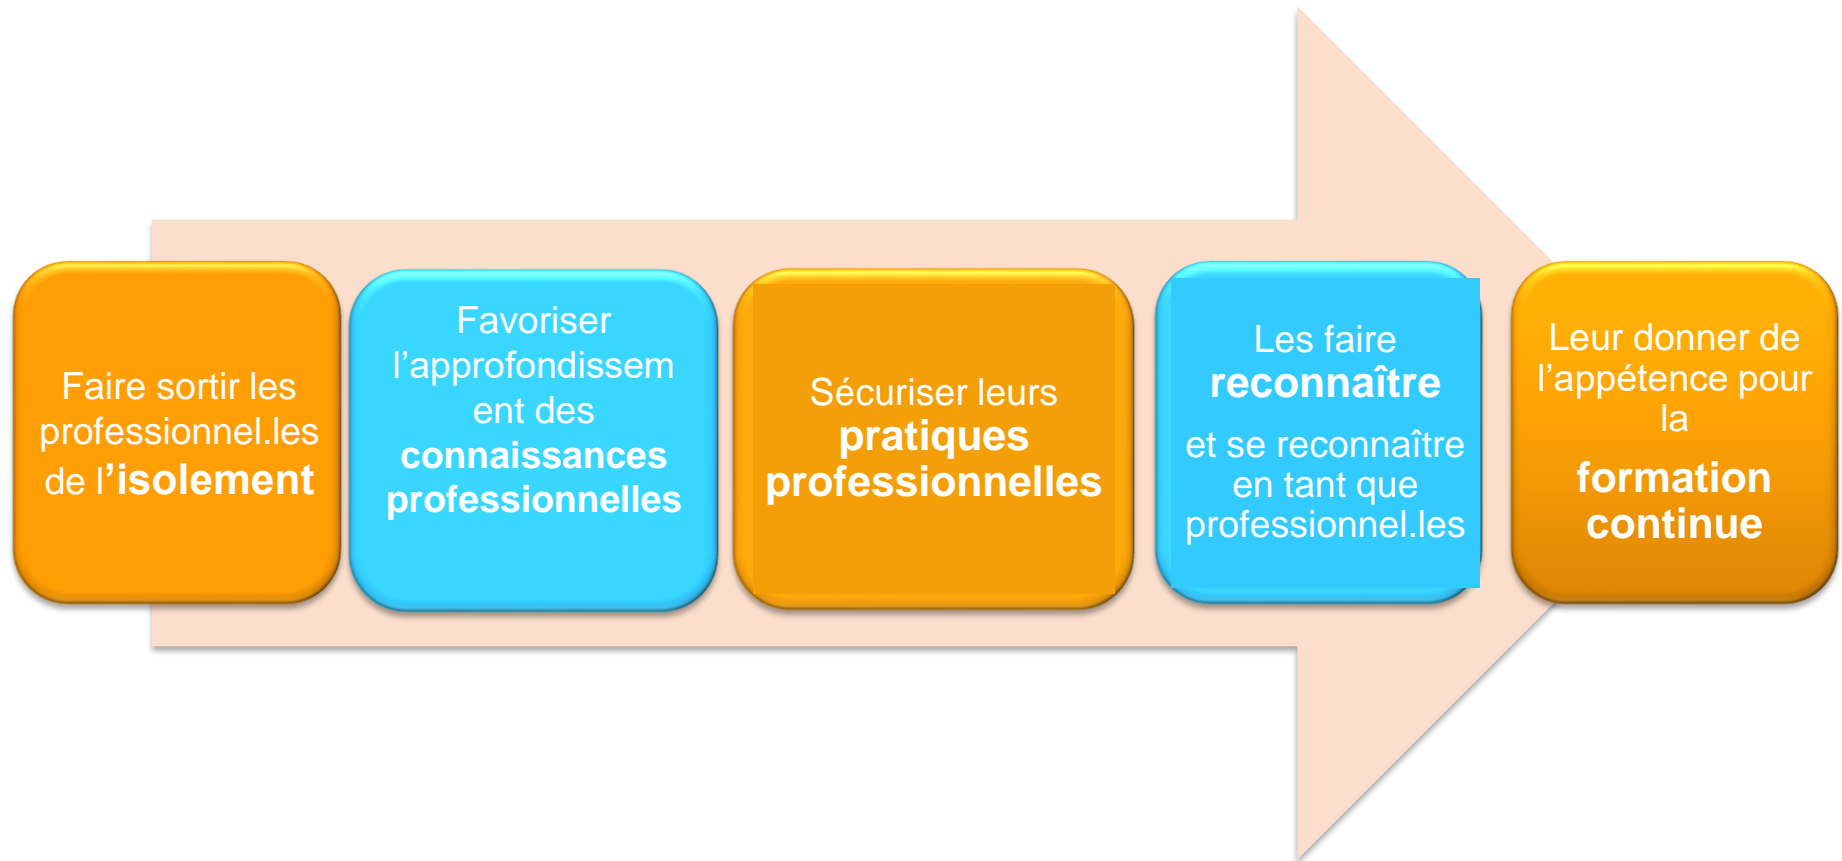 Faire sortir les
professionnel.les
de l’isolement
Favoriser
l’approfondissem
ent des
connaissances
professionnelles
Sécuriser leurs
pratiques
professionnelles
Les faire
reconnaître
et se reconnaître
en tant que
professionnel.les
Leur donner de
l’appétence pour
la
formation
continue